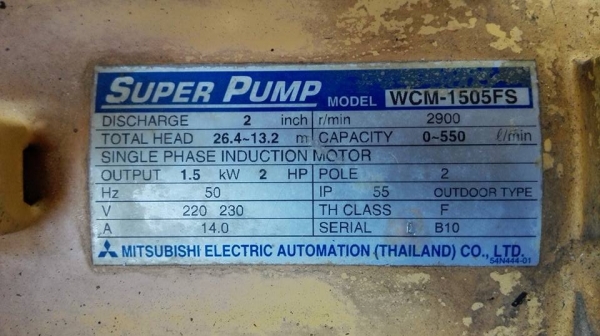 SUPER PUMP MODEL WCM-1505FS
DISCHARGE 2 inch r/min 2900
TOTAL HEAD 26.4~13.2 m CAPACITY 0~550 ℓ/min
SINGLE PHASE INDUCTION MOTOR
OUTPUT 1.5 kW 2 HP POLE 2
Hz 50 IP 55 OUTDOOR TYPE
V 220 230 TH CLASS F
A 14.0 SERIAL B10
MITSUBISHI ELECTRIC AUTOMATION (THAILAND) CO., LTD.
54N444-01